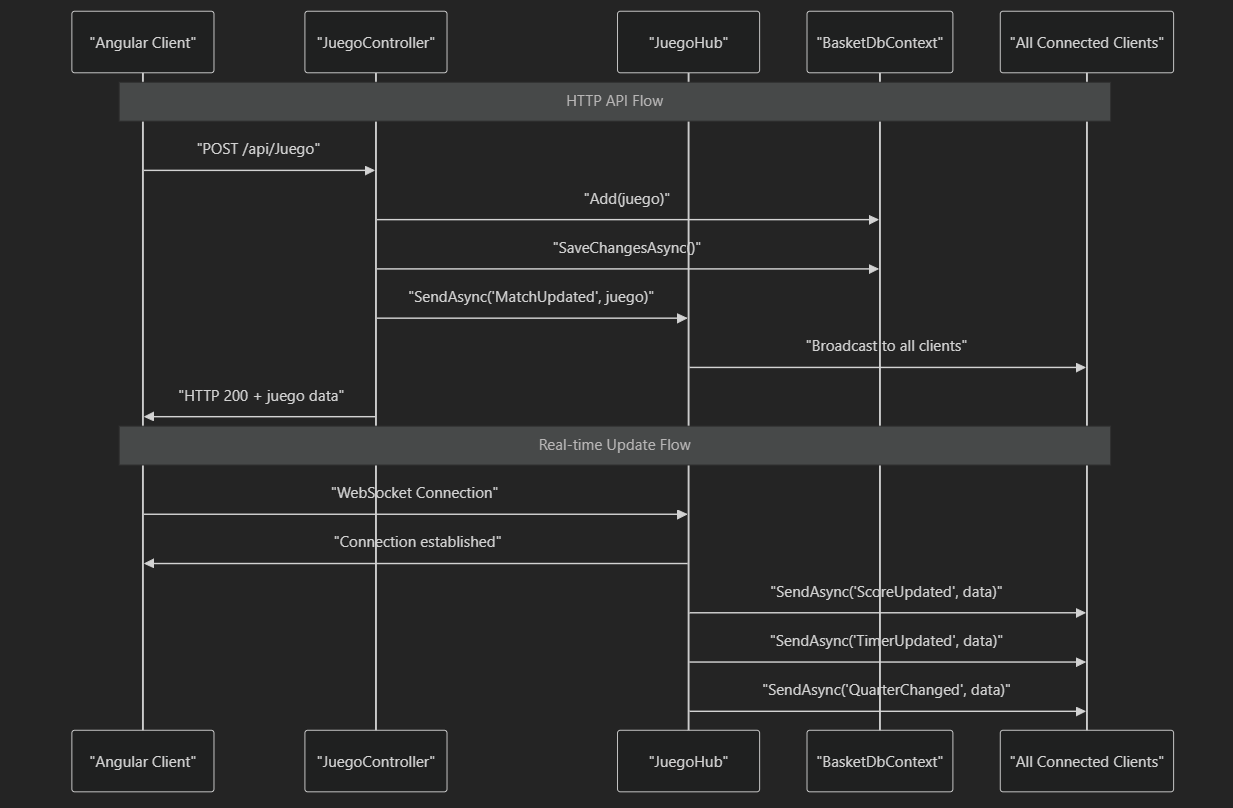 "Angular Client"
"JuegoController"
"JuegoHub"
"BasketDbContext"
"All Connected Clients"
HTTP API Flow
"POST /api/Juego"
"Add(juego)"
"SaveChangesAsync()"
"SendAsync('MatchUpdated', juego)"
"Broadcast to all clients"
"HTTP 200 + juego data"
Real-time Update Flow
"WebSocket Connection"
"Connection established"
"SendAsync('ScoreUpdated', data)"
"SendAsync('TimerUpdated', data)"
"SendAsync('QuarterChanged', data)"
"Angular Client"
"JuegoController"
"JuegoHub"
"BasketDbContext"
"All Connected Clients"